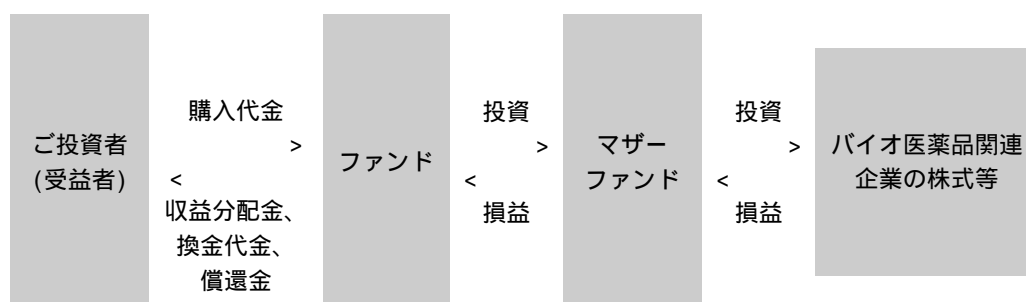 ご投資者
(受益者)
購入代金
>
<
収益分配金、
換金代金、
償還金
ファンド
投資
>
<
損益
マザー
ファンド
投資
>
<
損益
バイオ医薬品関連
企業の株式等